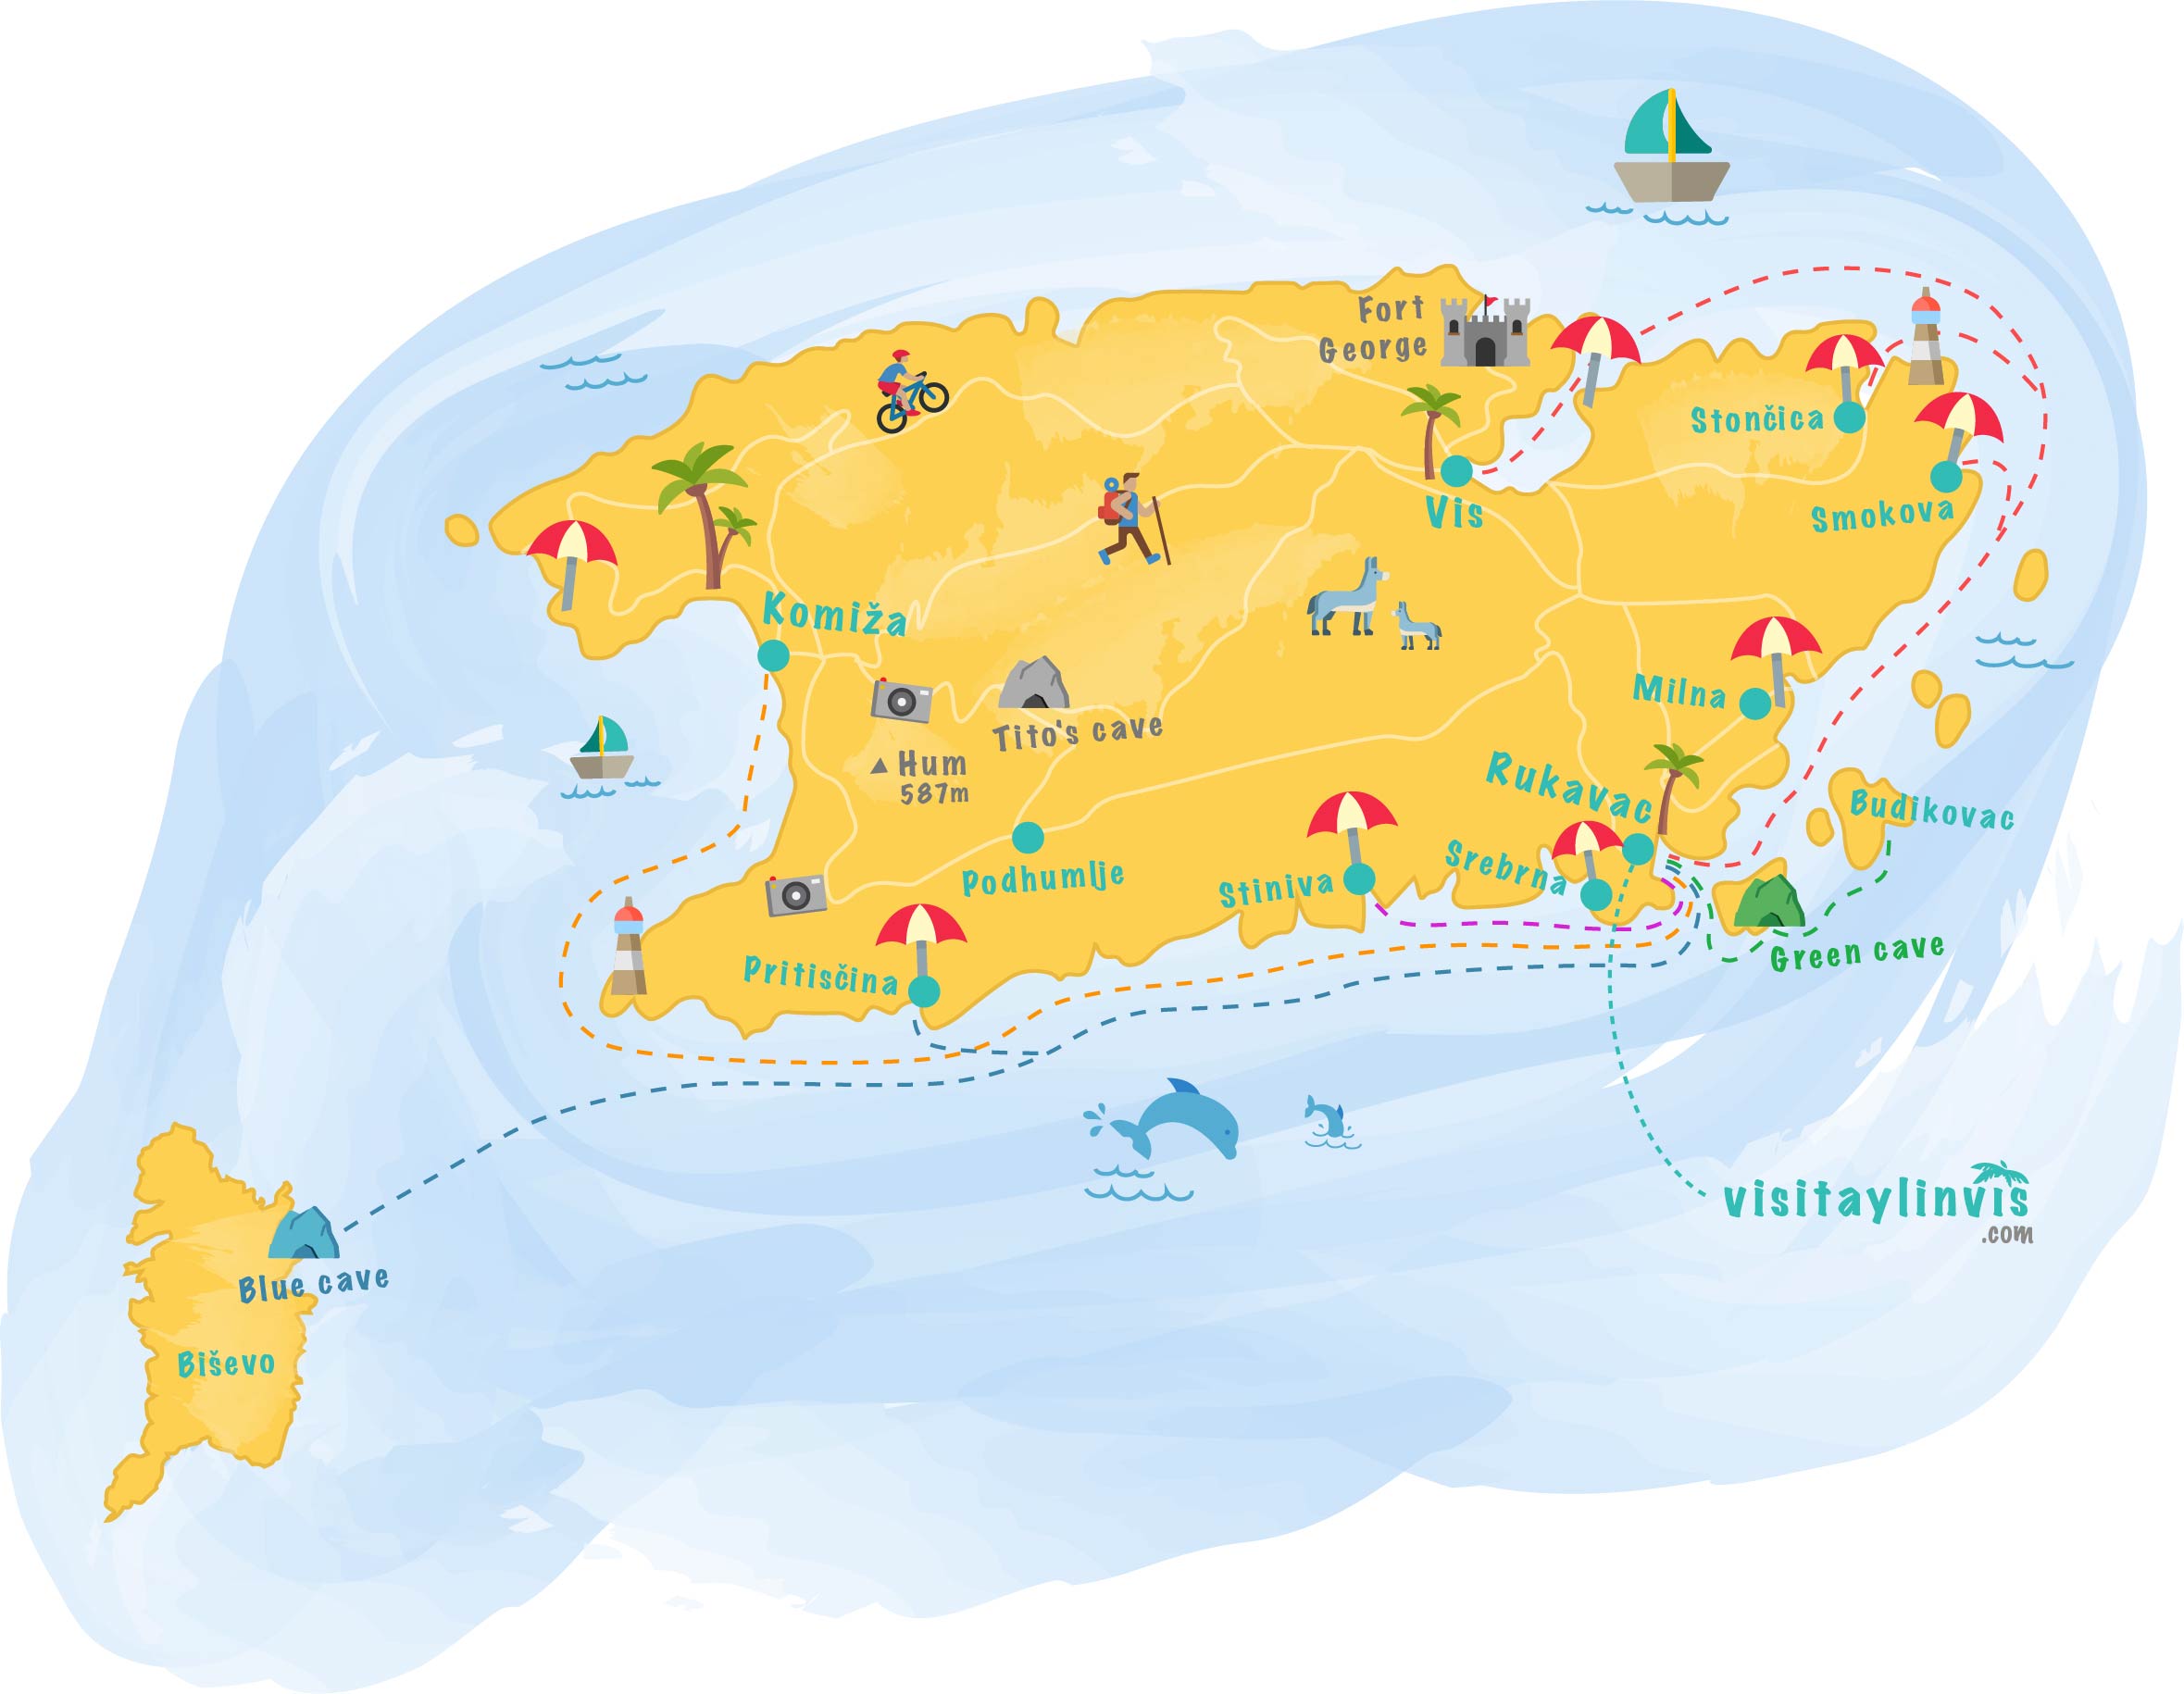 Fort
George
Stončica
Vis
Smokova
Komiža
Milna
Tito's cave
Hum
587m
Rukavac
Budikovac
Podhumlje
Srebrna
Stiniva
Pritisčina
Green cave
visitaylinvis
.com
Blue cave
Biševo